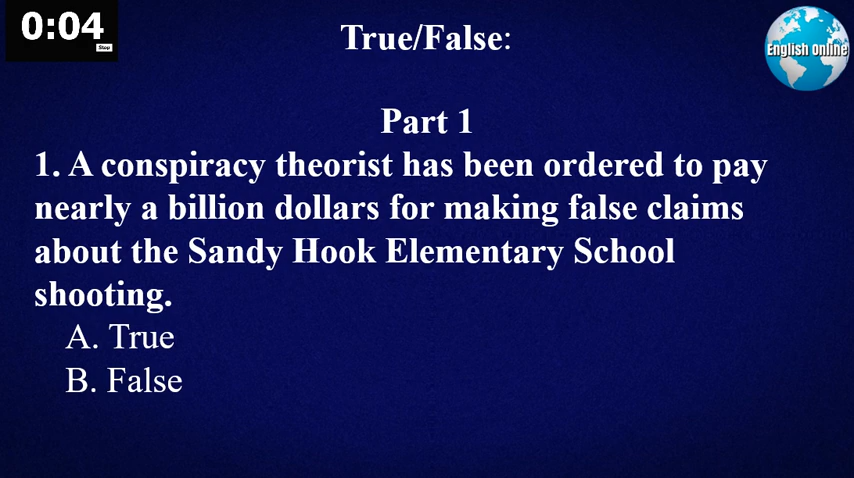 0:04
Stop
True/False:
English Online
Part 1
1. A conspiracy theorist has been ordered to pay
nearly a billion dollars for making false claims
about the Sandy Hook Elementary School
shooting.
A. True
B. False